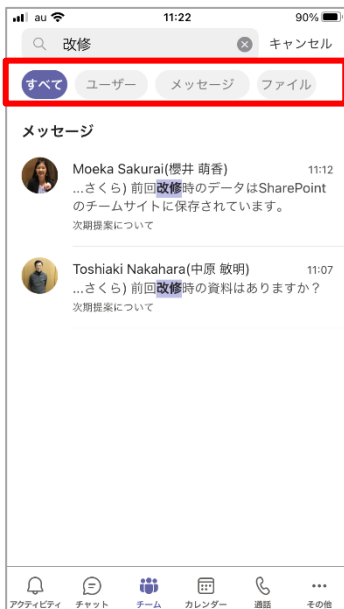 au 11:22 90%
改修 キャンセル
すべて ユーザー メッセージ ファイル
メッセージ
Moeka Sakurai(櫻井 萌香) 11:12
...さくら) 前回改修時のデータはSharePoint
のチームサイトに保存されています。
次期提案について
Toshiaki Nakahara(中原 敏明) 11:07
...さくら) 前回改修時の資料はありますか？
次期提案について
アクティビティ チャット チーム カレンダー 通話 その他